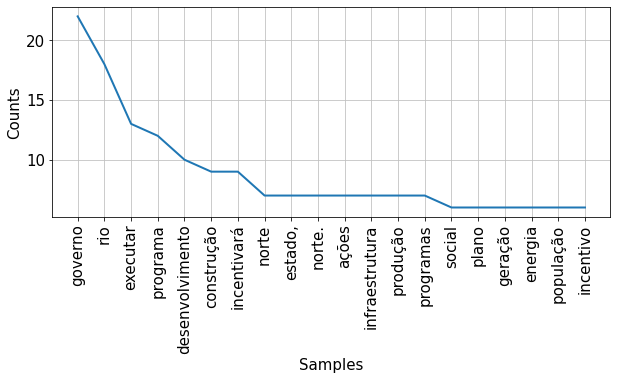 20
15
10
Counts
governo
rio
executar
programa
desenvolvimento
construção
incentivará
norte
estado,
norte.
ações
infraestrutura
produção
programas
social
plano
geração
energia
população
incentivo
Samples